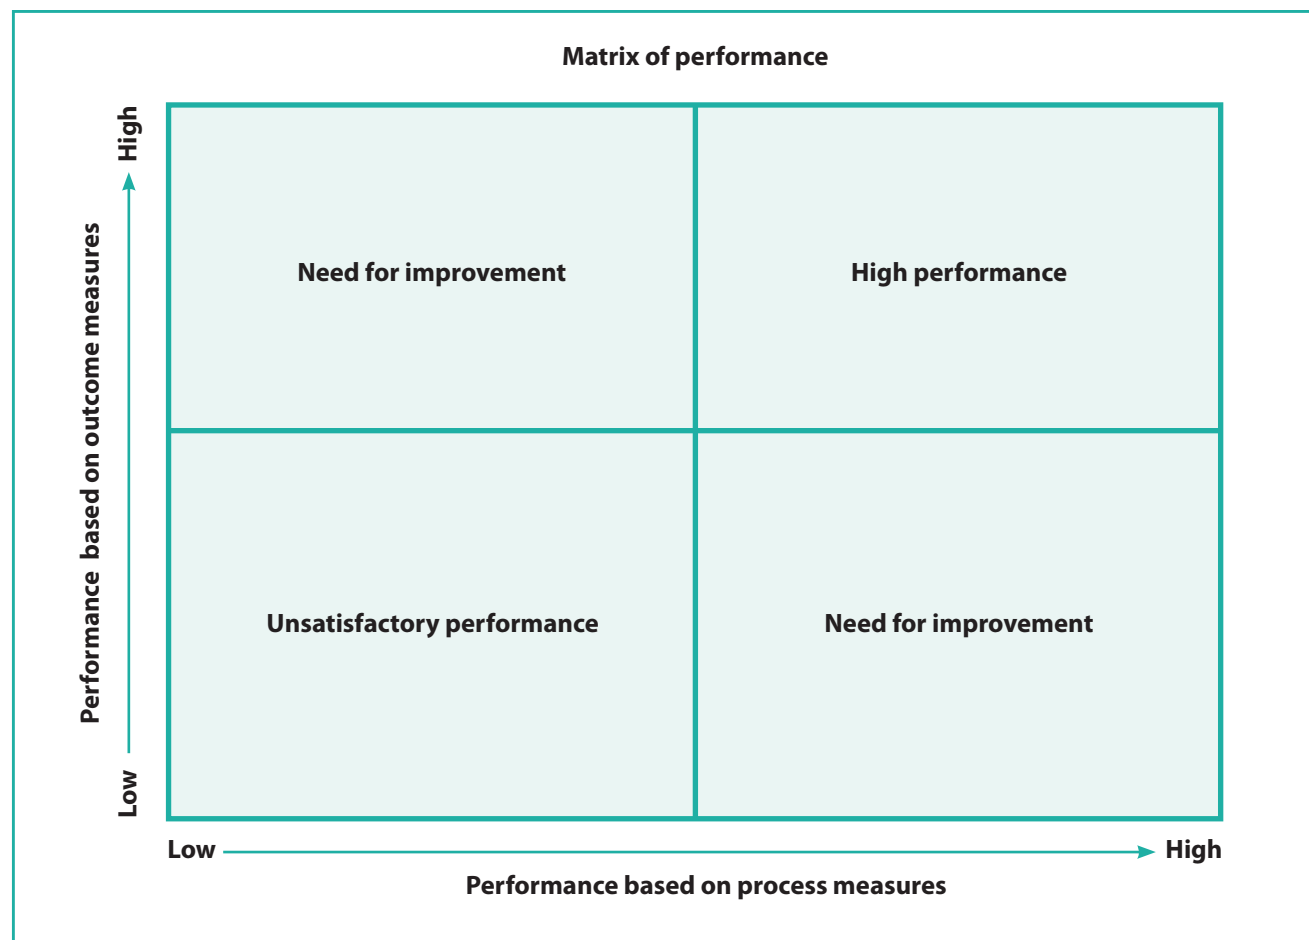 Matrix of performance
High
Performance based on outcome measures
Low
Need for improvement
High performance
Unsatisfactory performance
Need for improvement
Low
High
Performance based on process measures